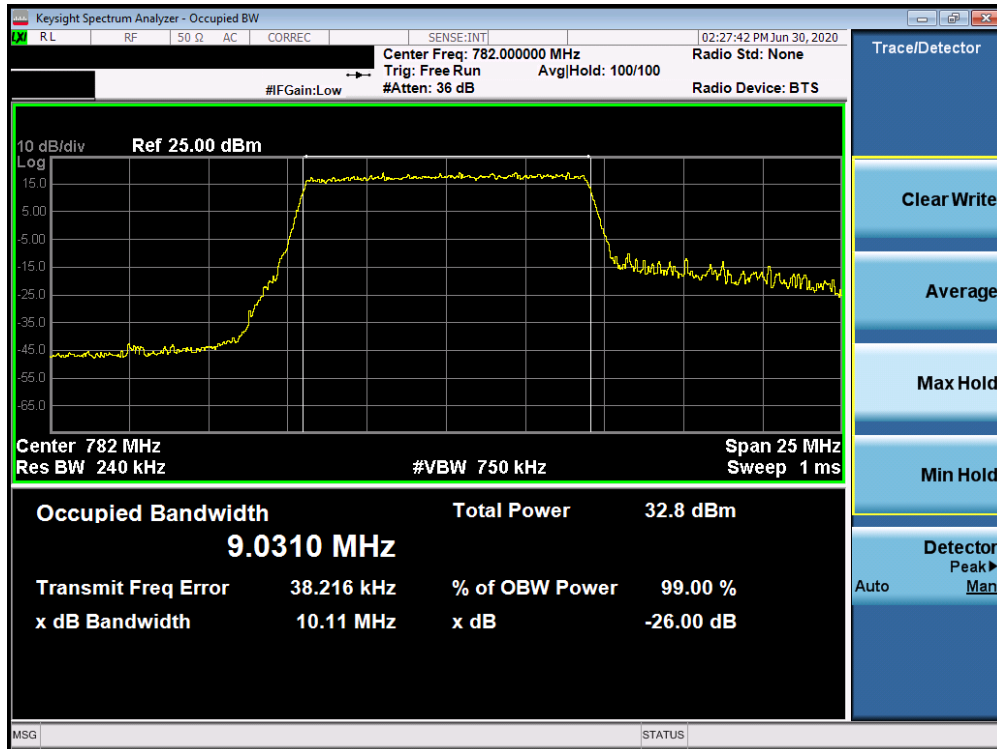 Keysight Spectrum Analyzer - Occupied BW
LXI RL RF 50 Ω AC CORREC SENSE:INT 02:27:42 PM Jun 30, 2020
Center Freq: 782.000000 MHz Radio Std: None
Trig: Free Run Avg|Hold: 100/100
#IFGain:Low #Atten: 36 dB Radio Device: BTS
10 dB/div Ref 25.00 dBm
Log
15.0
5.00
-5.00
-15.0
-25.0
-35.0
-45.0
-55.0
-65.0
Center 782 MHz Span 25 MHz
Res BW 240 kHz #VBW 750 kHz Sweep 1 ms
Occupied Bandwidth Total Power 32.8 dBm
9.0310 MHz
Transmit Freq Error 38.216 kHz % of OBW Power 99.00 %
x dB Bandwidth 10.11 MHz x dB -26.00 dB
MSG STATUS
Trace/Detector
Clear Write
Average
Max Hold
Min Hold
Detector
Peak
Auto Man